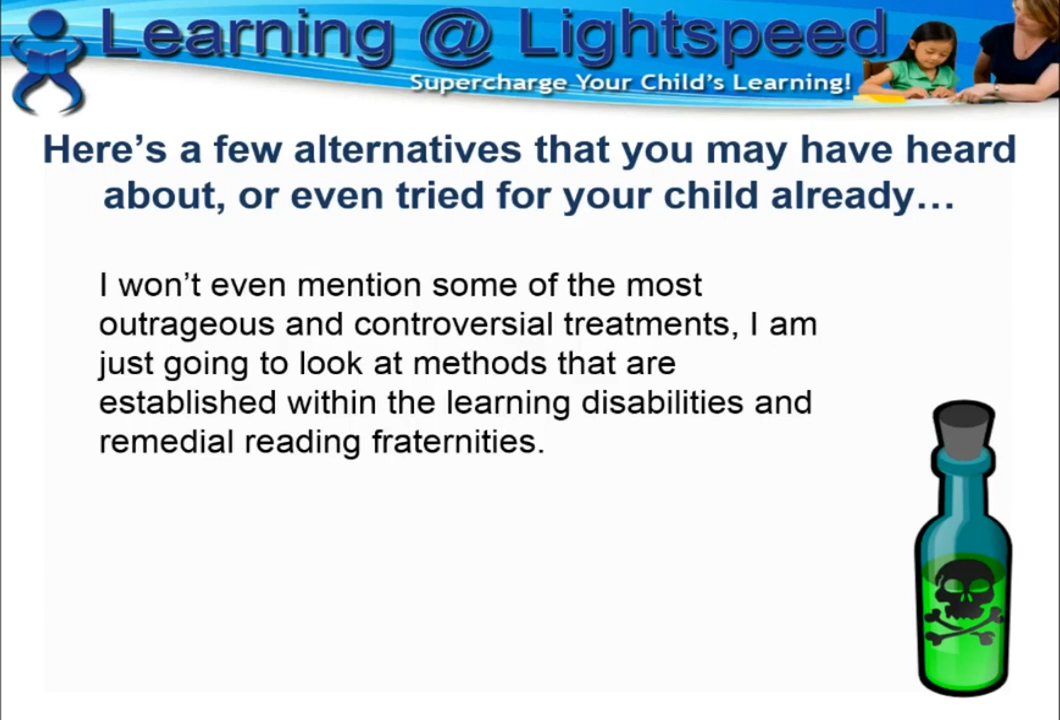 Learning @ Lightspeed
Supercharge Your Child's Learning!
Here's a few alternatives that you may have heard
about, or even tried for your child already…
I won't even mention some of the most
outrageous and controversial treatments, I am
just going to look at methods that are
established within the learning disabilities and
remedial reading fraternities.